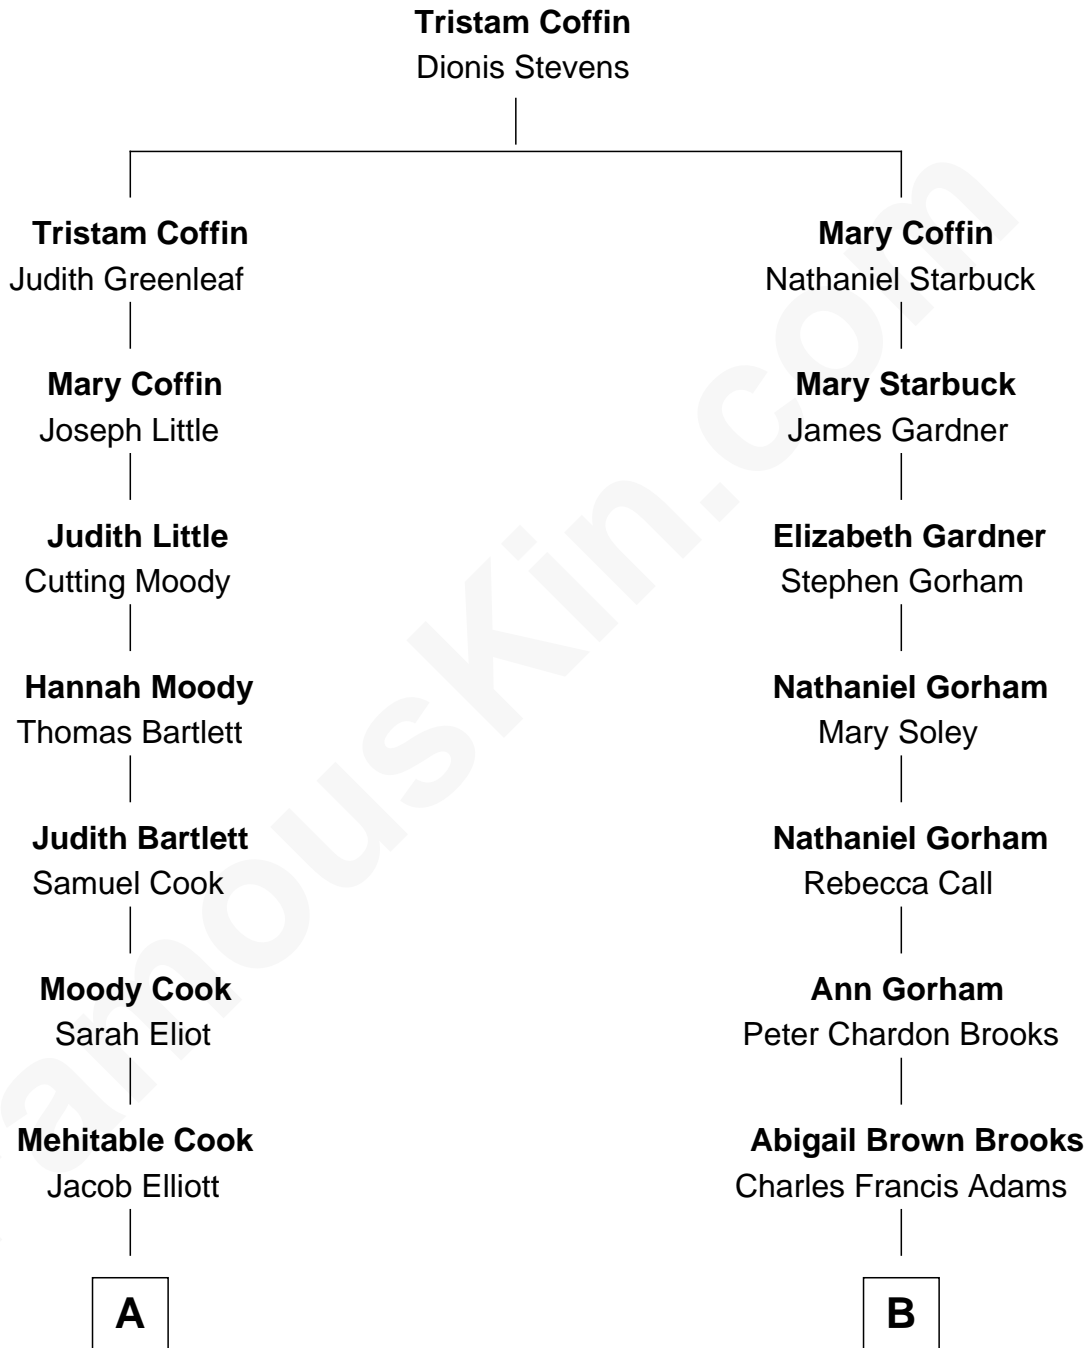 Tristam Coffin
Dionis Stevens
Tristam Coffin
Judith Greenleaf
Mary Coffin
Nathaniel Starbuck
Mary Coffin
Joseph Little
Mary Starbuck
James Gardner
Judith Little
Cutting Moody
Elizabeth Gardner
Stephen Gorham
Hannah Moody
Thomas Bartlett
Nathaniel Gorham
Mary Soley
Judith Bartlett
Samuel Cook
Nathaniel Gorham
Rebecca Call
Moody Cook
Sarah Eliot
Ann Gorham
Peter Chardon Brooks
Mehitable Cook
Jacob Elliott
Abigail Brown Brooks
Charles Francis Adams
A
B
amouskin.com